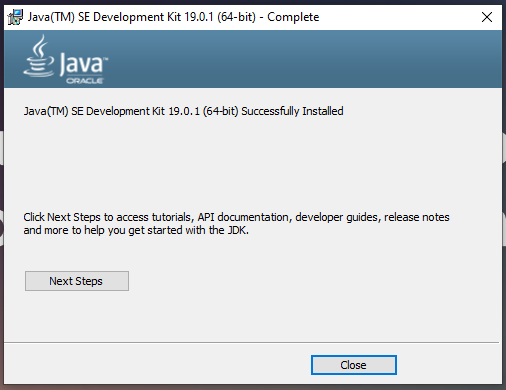 Java(TM) SE Development Kit 19.0.1 (64-bit) - Complete
Java™
ORACLE
Java(TM) SE Development Kit 19.0.1 (64-bit) Successfully Installed
Click Next Steps to access tutorials, API documentation, developer guides, release notes
and more to help you get started with the JDK.
Next Steps
Close